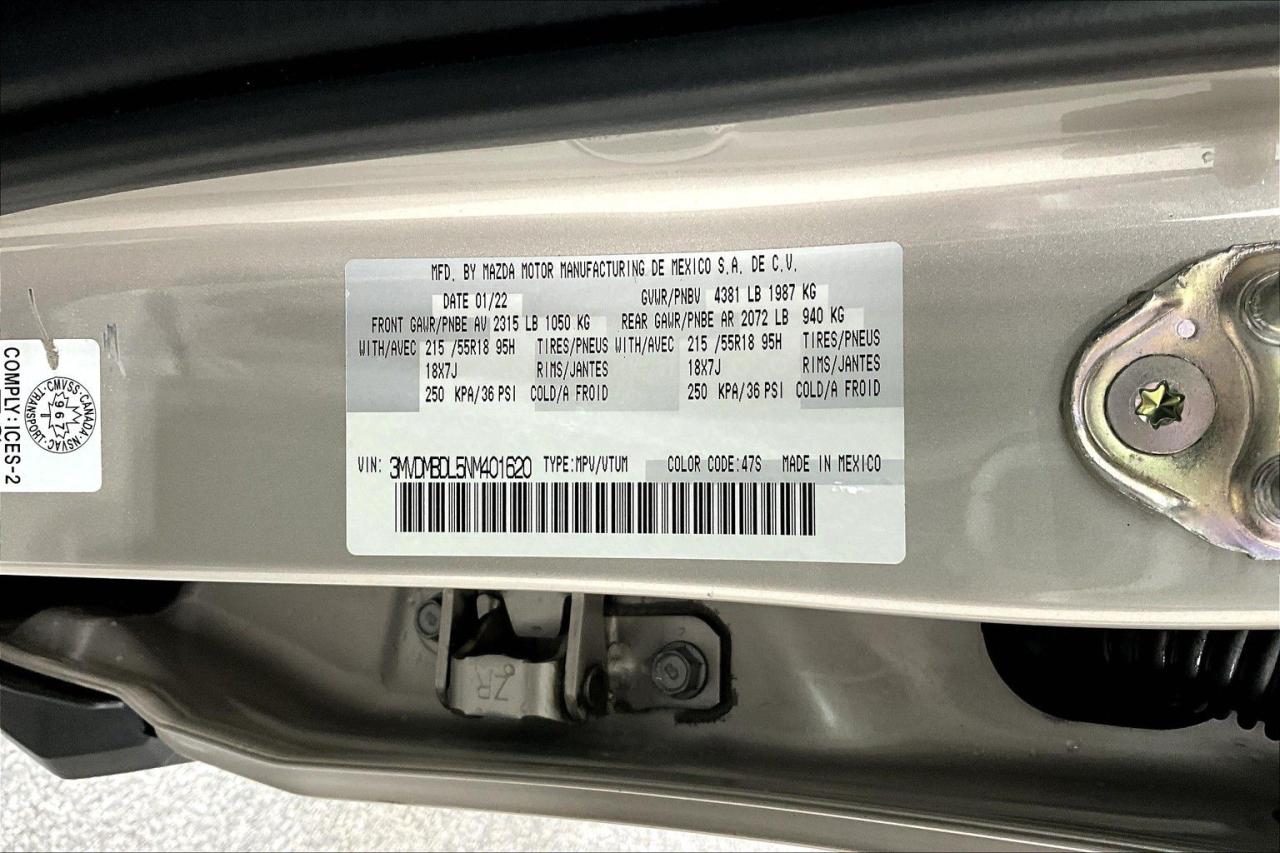 MFD. BY MAZDA MOTOR MANUFACTURING DE MEXICO S.A. DE C.V.
DATE 01/22 GVWR/PNBV 4381 LB 1987 KG
FRONT GAWR/PNBE AV 2315 LB 1050 KG REAR GAWR/PNBE AR 2072 LB 940 KG
WITH/AVEC 215 /55R18 95H TIRES/PNEUS WITH/AVEC 215 /55R18 95H TIRES/PNEUS
18X7J RIMS/JANTES 18X7J RIMS/JANTES
250 KPA/36 PSI COLD/A FROID 250 KPA/36 PSI COLD/A FROID
VIN: 3MVDMBDL5NM401620 TYPE:MPV/VTUM COLOR CODE:47S MADE IN MEXICO
COMPLY:ICES-2
CMVSS·CANADA·NSVAC·TRANSPORT
967
ZR